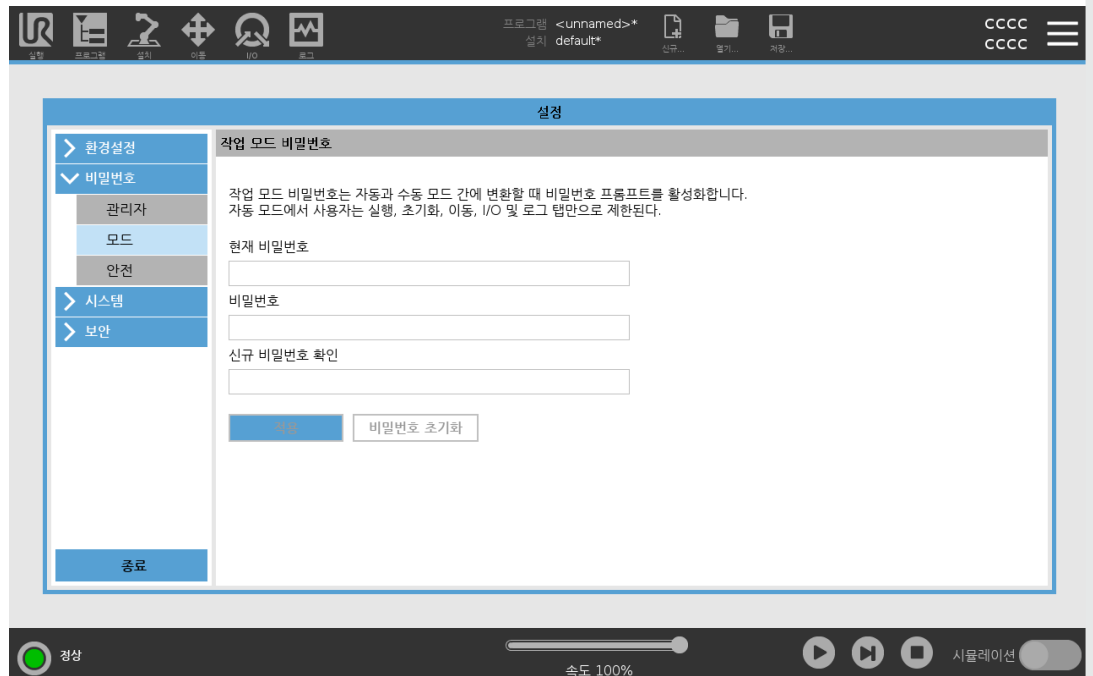 프로그램 <unnamed>*
설치 default*
실행
프로그램
설치
이동
I/O
로그
신규...
열기...
저장...
cccc
cccc
설정
환경설정
비밀번호
관리자
모드
안전
시스템
보안
종료
작업 모드 비밀번호
작업 모드 비밀번호는 자동과 수동 모드 간에 변환할 때 비밀번호 프롬프트를 활성화합니다.
자동 모드에서 사용자는 실행, 초기화, 이동, I/O 및 로그 탭만으로 제한된다.
현재 비밀번호
비밀번호
신규 비밀번호 확인
적용
비밀번호 초기화
정상
속도 100%
시뮬레이션